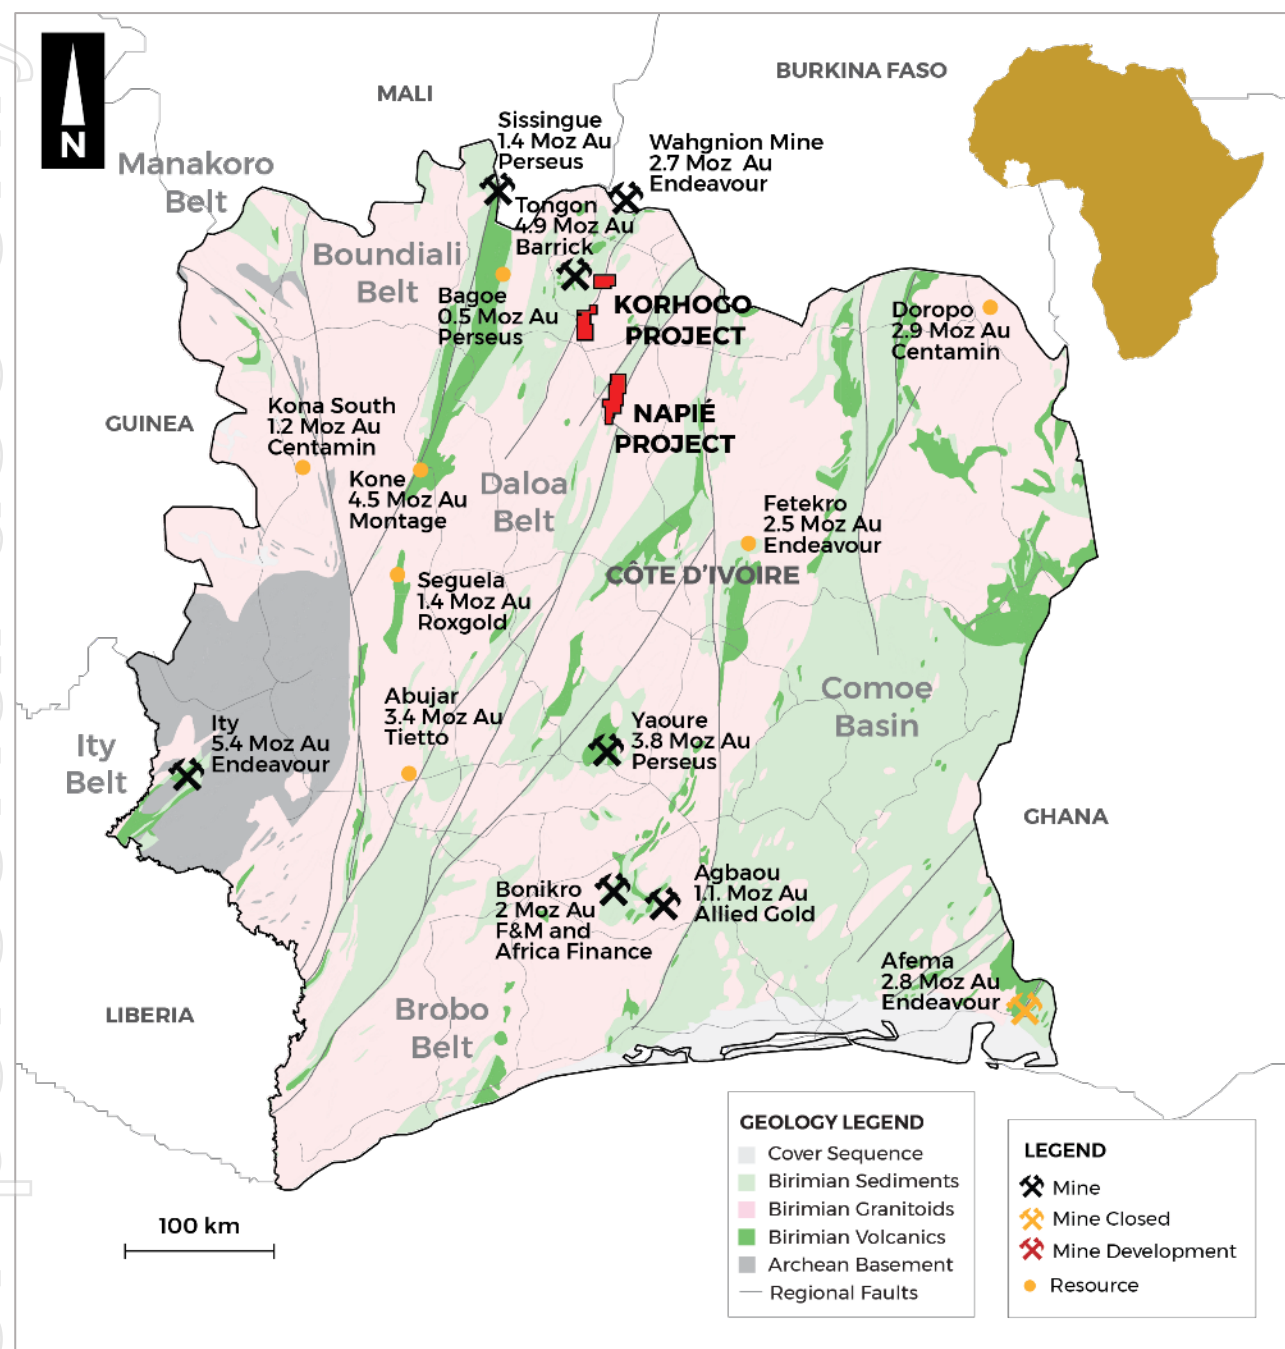 N
MALI
BURKINA FASO
Manakoro
Belt
Sissingue
1.4 Moz Au
Perseus
Wahgnion Mine
2.7 Moz Au
Endeavour
Tongon
4.9 Moz Au
Barrick
Boundiali
Belt
Bagoe
0.5 Moz Au
Perseus
KORHOGO
PROJECT
Doropo
2.9 Moz Au
Centamin
GUINEA
Kona South
1.2 Moz Au
Centamin
NAPIÉ
PROJECT
Kone
4.5 Moz Au
Montage
Daloa
Belt
Fetekro
2.5 Moz Au
Endeavour
CÔTE D'IVOIRE
Seguela
1.4 Moz Au
Roxgold
Comoe
Basin
Abujar
3.4 Moz Au
Tietto
Ity
5.4 Moz Au
Endeavour
Ity
Belt
Yaoure
3.8 Moz Au
Perseus
GHANA
Bonikro
2 Moz Au
F&M and
Africa Finance
Agbaou
1.1. Moz Au
Allied Gold
Afema
2.8 Moz Au
Endeavour
LIBERIA
Brobo
Belt
100 km
GEOLOGY LEGEND
Cover Sequence
Birimian Sediments
Birimian Granitoids
Birimian Volcanics
Archean Basement
Regional Faults
LEGEND
Mine
Mine Closed
Mine Development
Resource